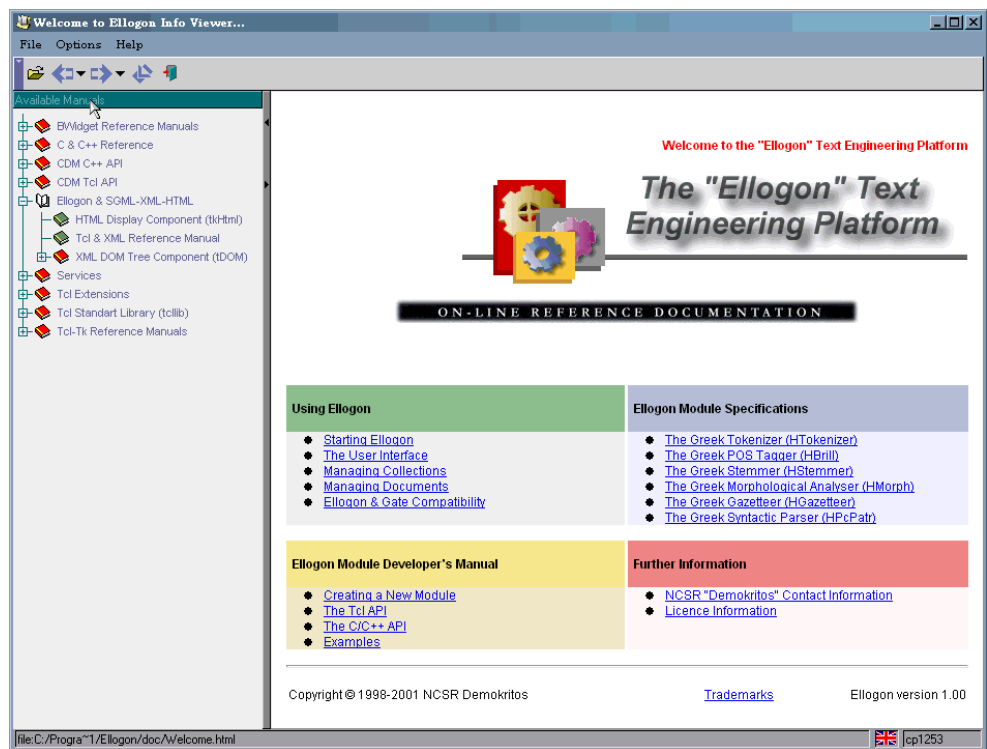 Welcome to Ellogon Info Viewer...
File Options Help
Available Manuals
BWidget Reference Manuals
C & C++ Reference
CDM C++ API
CDM Tcl API
Ellogon & SGML-XML-HTML
HTML Display Component (tkHtml)
Tcl & XML Reference Manual
XML DOM Tree Component (tDOM)
Services
Tcl Extensions
Tcl Standart Library (tcllib)
Tcl-Tk Reference Manuals
Welcome to the "Ellogon" Text Engineering Platform
The "Ellogon" Text
Engineering Platform
ON-LINE REFERENCE DOCUMENTATION
Using Ellogon
Starting Ellogon
The User Interface
Managing Collections
Managing Documents
Ellogon & Gate Compatibility
Ellogon Module Specifications
The Greek Tokenizer (HTokenizer)
The Greek POS Tagger (HBrill)
The Greek Stemmer (HStemmer)
The Greek Morphological Analyser (HMorph)
The Greek Gazetteer (HGazetteer)
The Greek Syntactic Parser (HPcPatr)
Ellogon Module Developer's Manual
Creating a New Module
The Tcl API
The C/C++ API
Examples
Further Information
NCSR "Demokritos" Contact Information
Licence Information
Copyright © 1998-2001 NCSR Demokritos Trademarks Ellogon version 1.00
file:C:/Progra~1/Ellogon/doc/Welcome.html cp1253